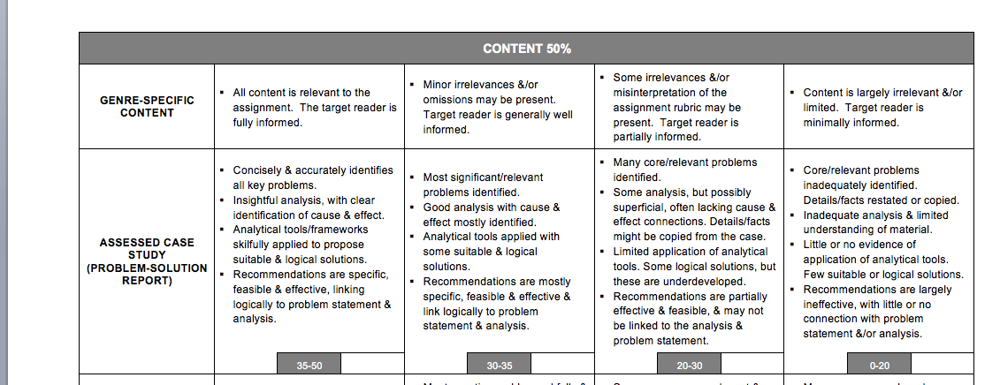 CONTENT 50%
GENRE-SPECIFIC
CONTENT
▪ All content is relevant to the
assignment. The target reader is
fully informed.
▪ Minor irrelevances &/or
omissions may be present.
Target reader is generally well
informed.
▪ Some irrelevances &/or
misinterpretation of the
assignment rubric may be
present. Target reader is
partially informed.
▪ Content is largely irrelevant &/or
limited. Target reader is
minimally informed.
ASSESSED CASE
STUDY
(PROBLEM-SOLUTION
REPORT)
▪ Concisely & accurately identifies
all key problems.
▪ Insightful analysis, with clear
identification of cause & effect.
▪ Analytical tools/frameworks
skilfully applied to propose
suitable & logical solutions.
▪ Recommendations are specific,
feasible & effective, linking
logically to problem statement &
analysis.
35-50
▪ Most significant/relevant
problems identified.
▪ Good analysis with cause &
effect mostly identified.
▪ Analytical tools applied with
some suitable & logical
solutions.
▪ Recommendations are mostly
specific, feasible & effective &
link logically to problem
statement & analysis.
30-35
▪ Many core/relevant problems
identified.
▪ Some analysis, but possibly
superficial, often lacking cause &
effect connections. Details/facts
might be copied from the case.
▪ Limited application of analytical
tools. Some logical solutions, but
these are underdeveloped.
▪ Recommendations are partially
effective & feasible, & may not
be linked to the analysis &
problem statement.
20-30
▪ Core/relevant problems
inadequately identified.
Details/facts restated or copied.
▪ Inadequate analysis & limited
understanding of material.
▪ Little or no evidence of
application of analytical tools.
Few suitable or logical solutions.
▪ Recommendations are largely
ineffective, with little or no
connection with problem
statement &/or analysis.
0-20